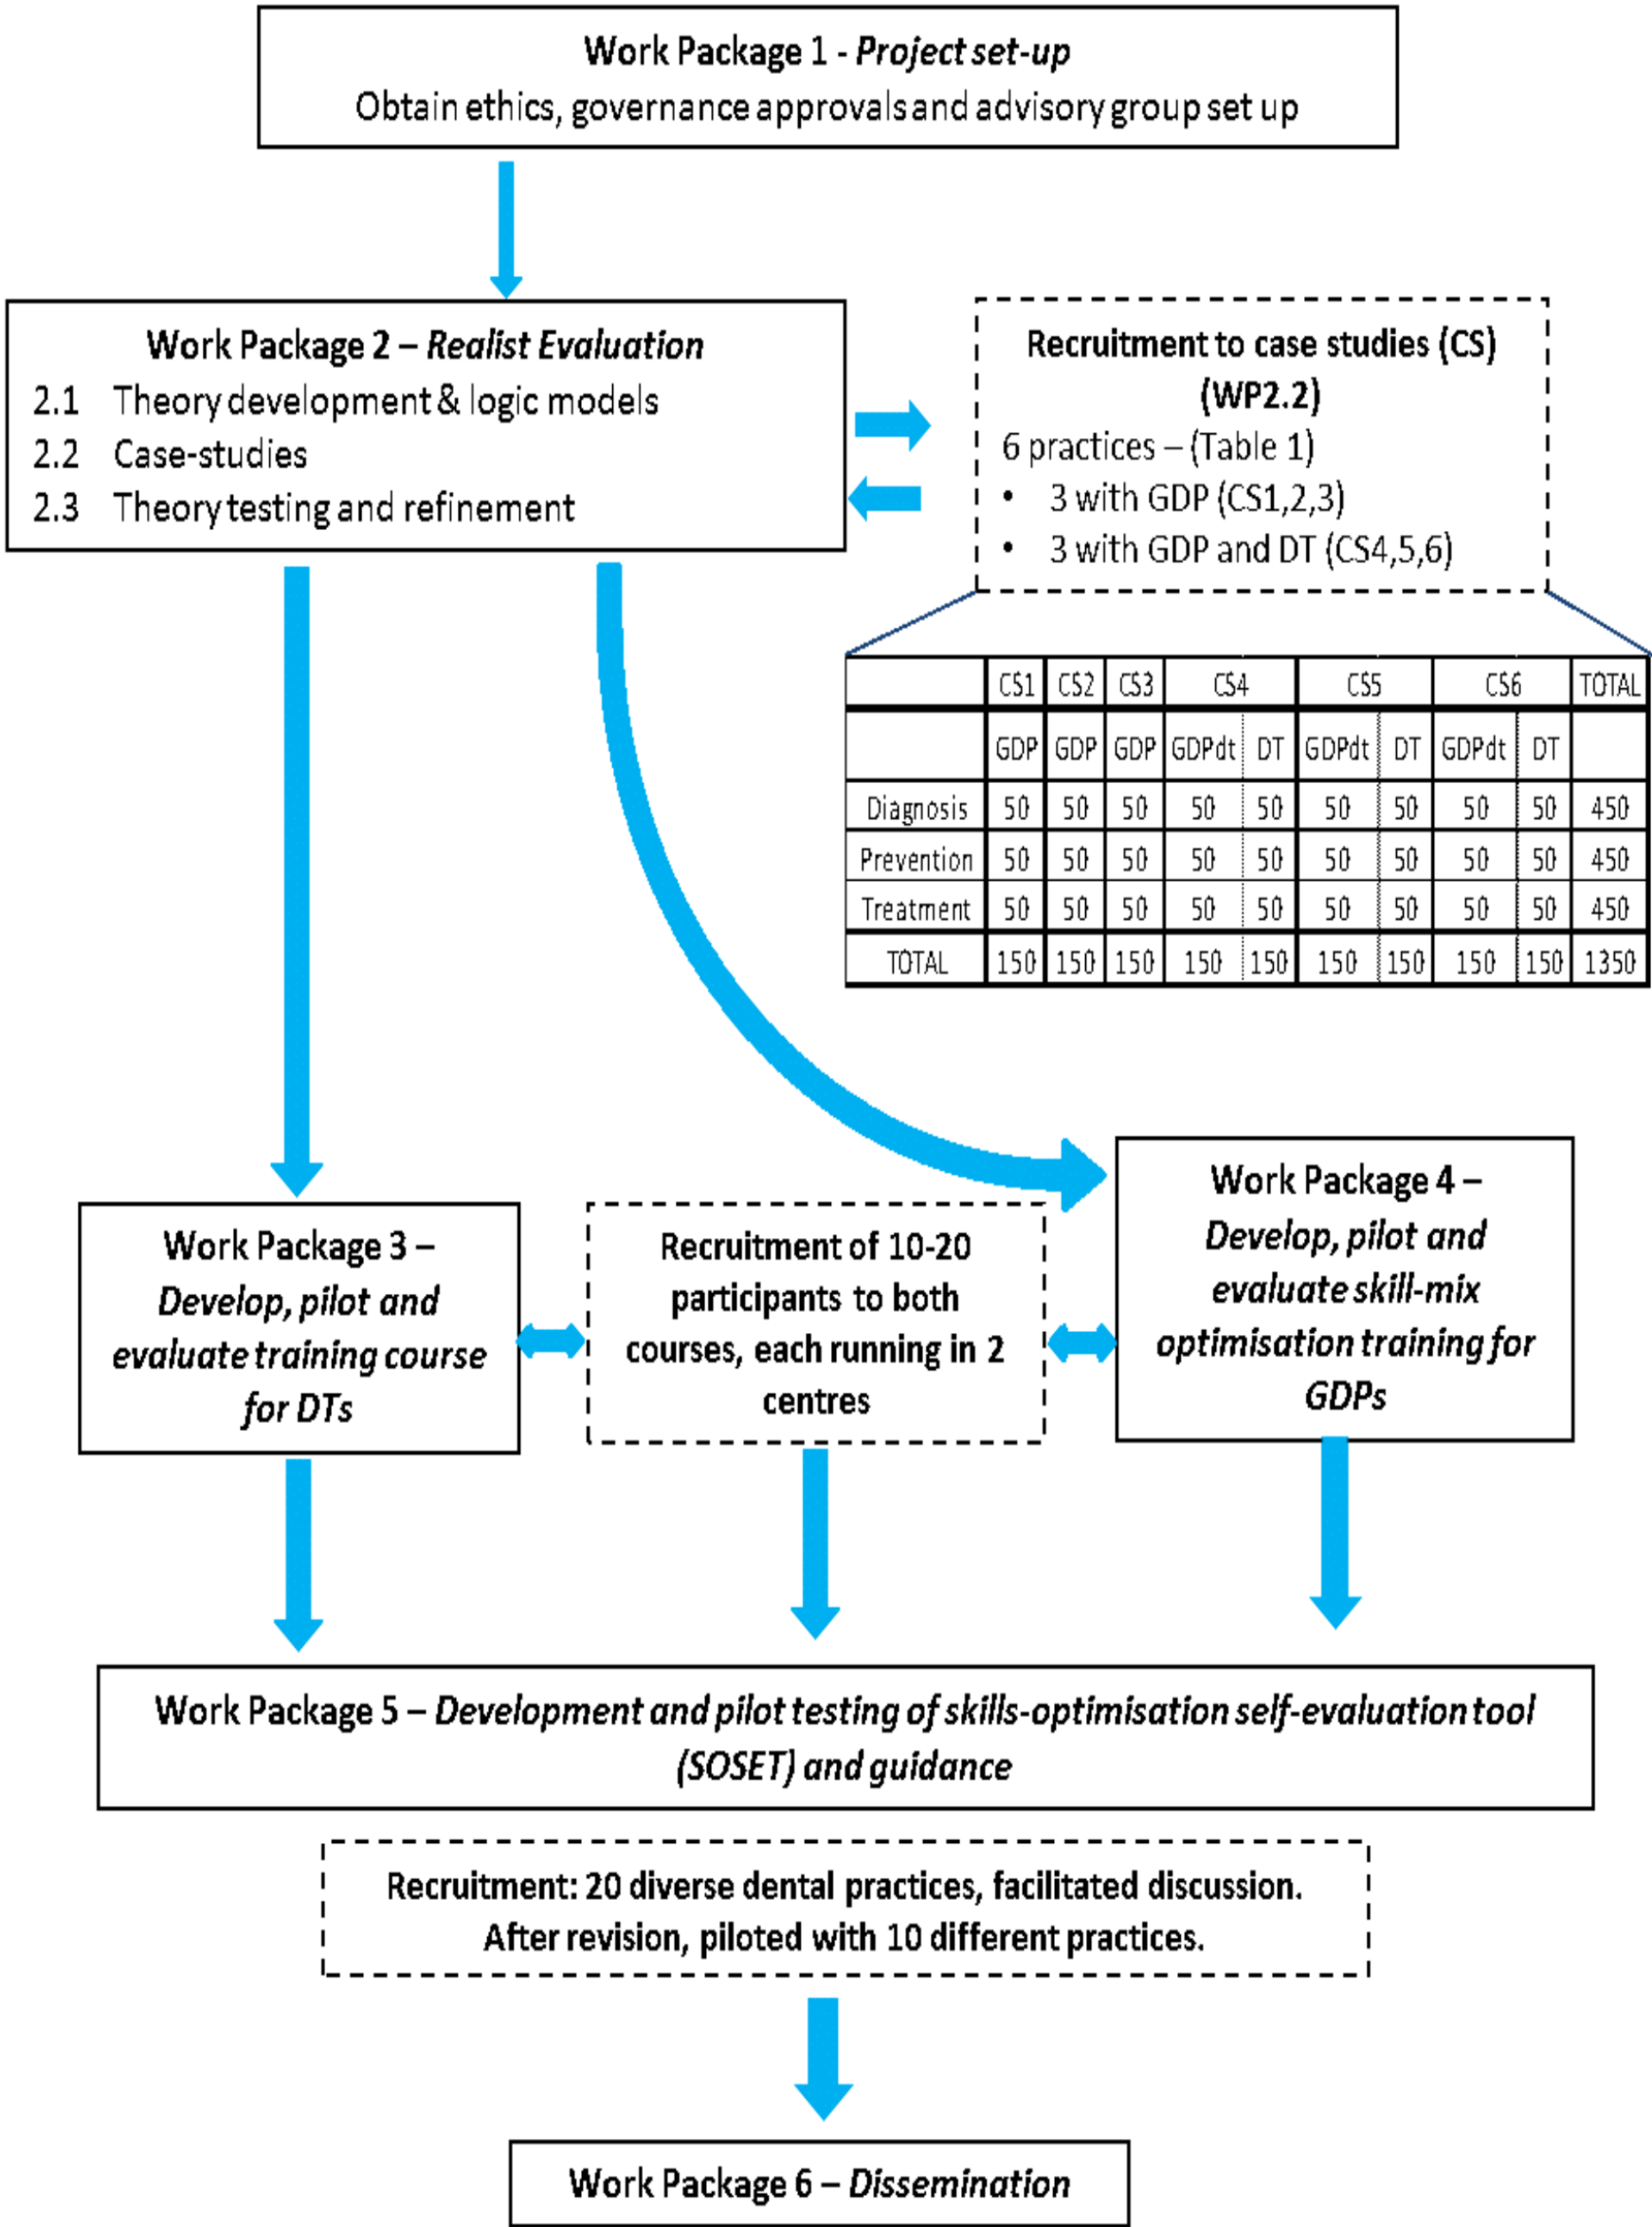 Work Package 1 - Project set-up
Obtain ethics, governance approvals and advisory group set up
Work Package 2 – Realist Evaluation
2.1 Theory development & logic models
2.2 Case-studies
2.3 Theory testing and refinement
Recruitment to case studies (CS)
(WP2.2)
6 practices – (Table 1)
• 3 with GDP (CS1,2,3)
• 3 with GDP and DT (CS4,5,6)
CS1 CS2 CS3 CS4 CS5 CS6 TOTAL
GDP GDP GDP GDPdt DT GDPdt DT GDPdt DT
Diagnosis 50 50 50 50 50 50 50 50 50 450
Prevention 50 50 50 50 50 50 50 50 50 450
Treatment 50 50 50 50 50 50 50 50 50 450
TOTAL 150 150 150 150 150 150 150 150 150 1350
Work Package 3 –
Develop, pilot and
evaluate training course
for DTs
Recruitment of 10-20
participants to both
courses, each running in 2
centres
Work Package 4 –
Develop, pilot and
evaluate skill-mix
optimisation training for
GDPs
Work Package 5 – Development and pilot testing of skills-optimisation self-evaluation tool
(SOSET) and guidance
Recruitment: 20 diverse dental practices, facilitated discussion.
After revision, piloted with 10 different practices.
Work Package 6 – Dissemination